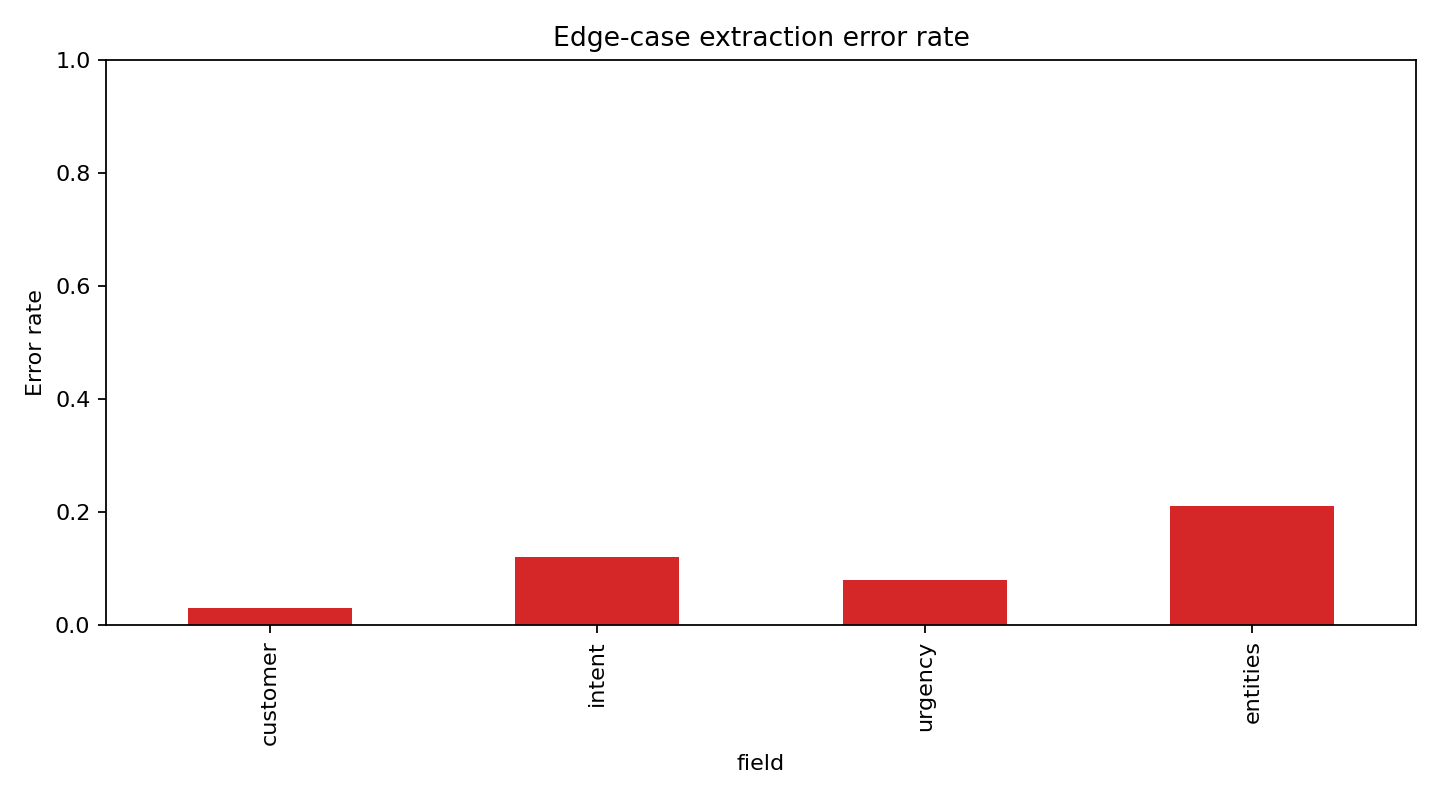 Edge-case extraction error rate
1.0
0.8
0.6
0.4
0.2
0.0
Error rate
customer
intent
urgency
entities
field